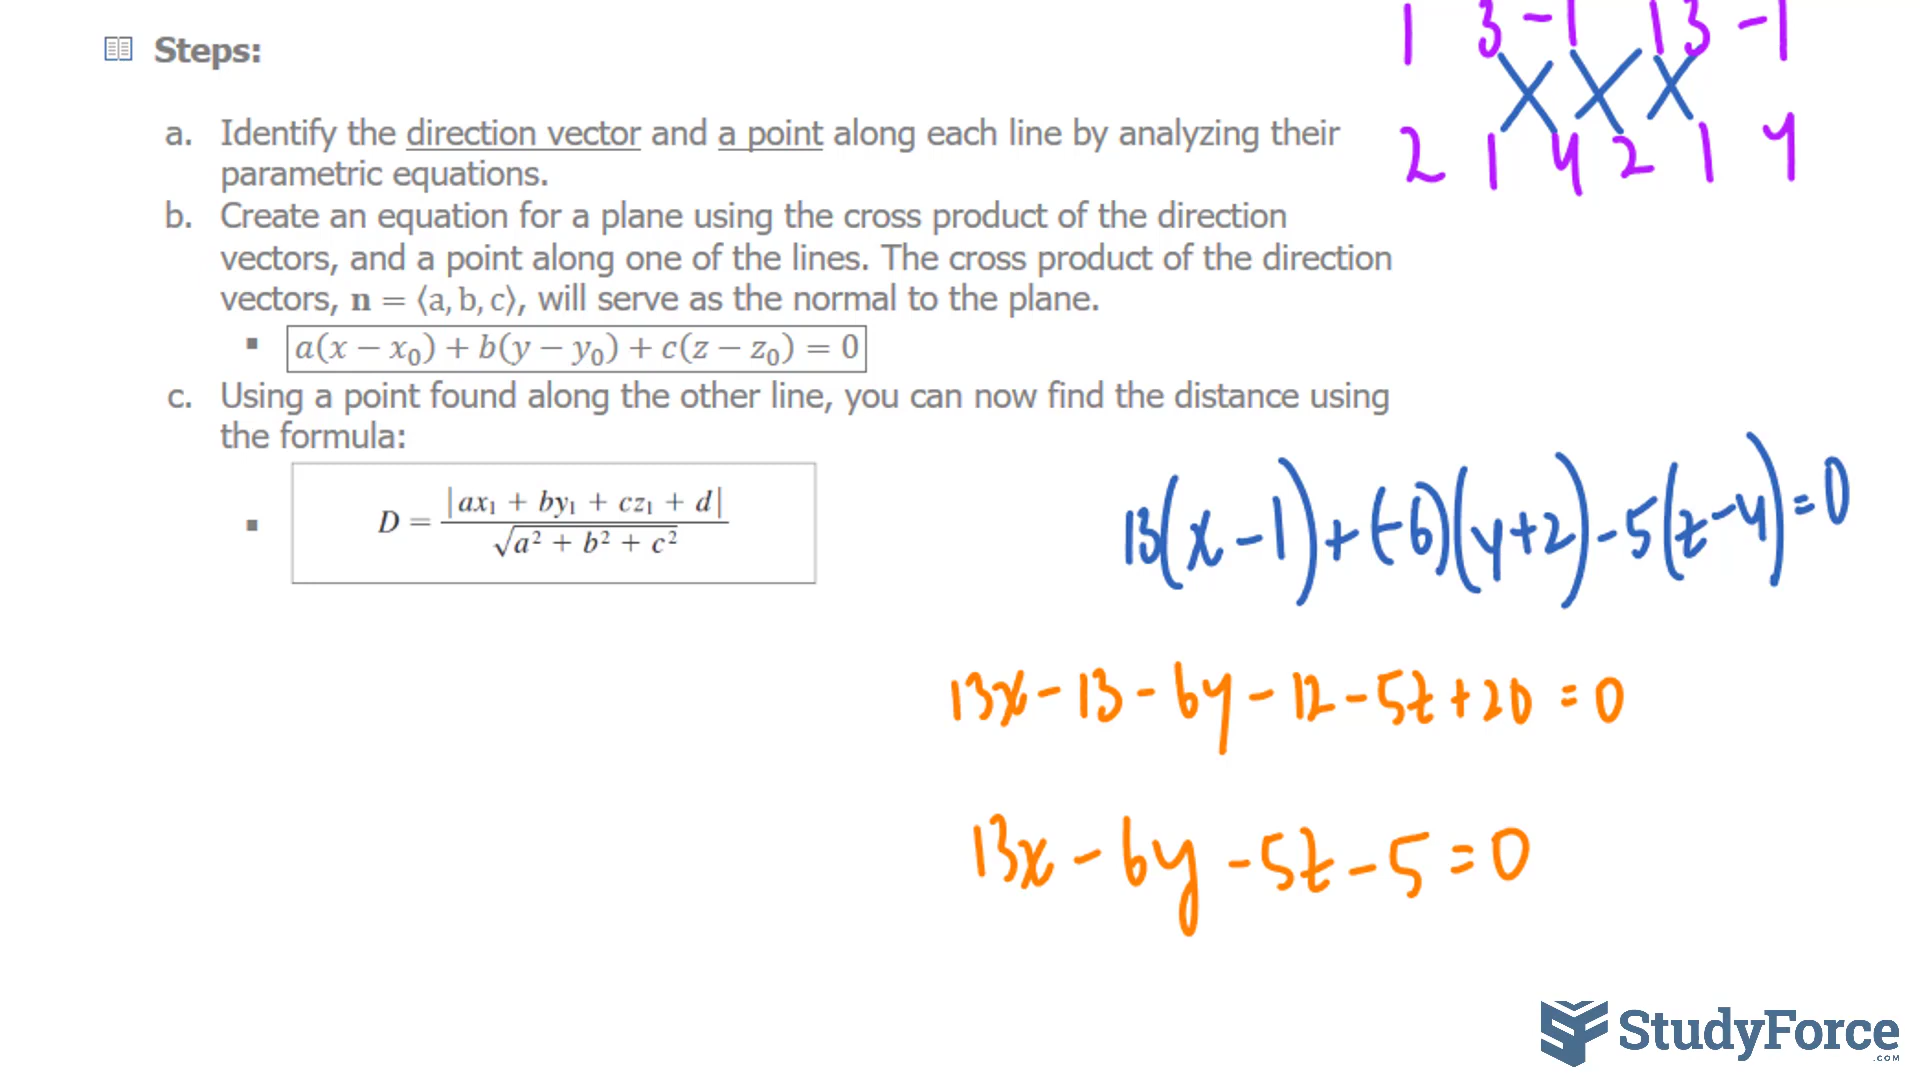 Steps:
1 3 -1 1 3 -1
2 1 4 2 1 4
a. Identify the direction vector and a point along each line by analyzing their
parametric equations.
b. Create an equation for a plane using the cross product of the direction
vectors, and a point along one of the lines. The cross product of the direction
vectors, n = ⟨a, b, c⟩, will serve as the normal to the plane.
▪ a(x − x₀) + b(y − y₀) + c(z − z₀) = 0
c. Using a point found along the other line, you can now find the distance using
the formula:
▪ D = |ax₁ + by₁ + cz₁ + d| / √a² + b² + c²
13(x-1)+(-6)(y+2)-5(z-4)=0
13x-13-6y-12-5z+20=0
13x-6y-5z-5=0
StudyForce
.COM